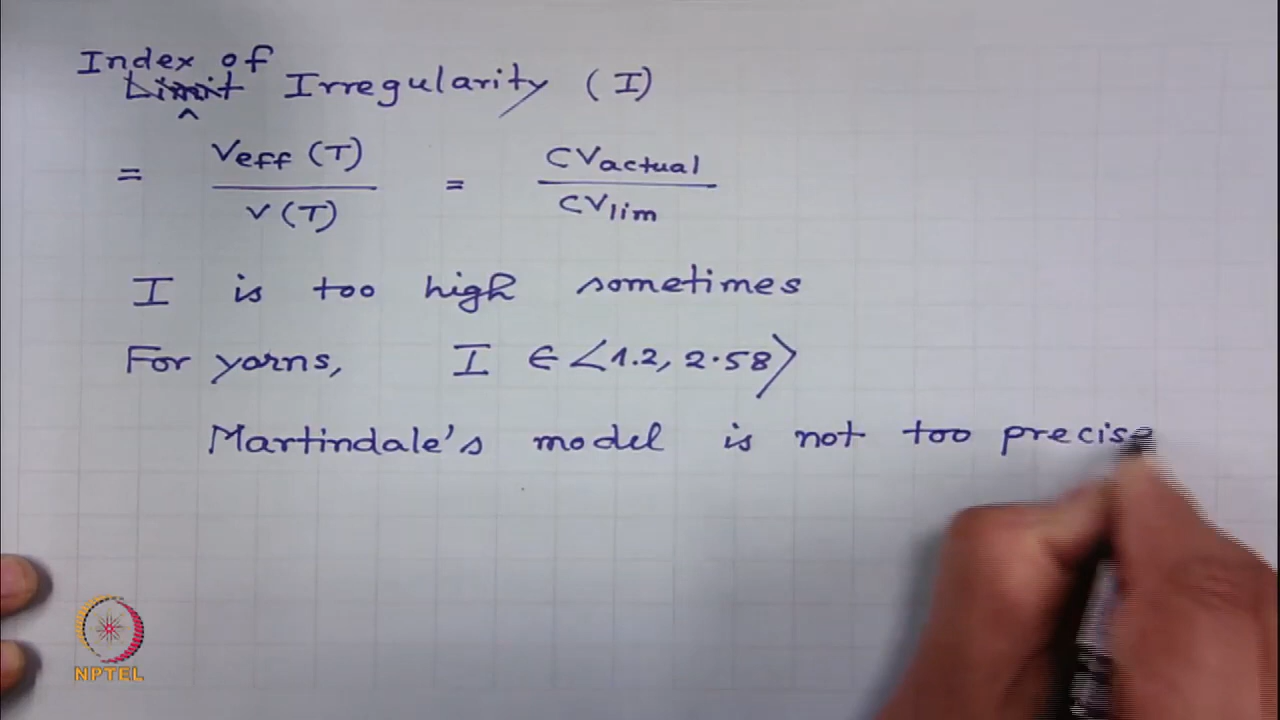 Index of
Limit Irregularity (I)
= Veff (T) / V (T) = CVactual / CVlim
I is too high sometimes
For yarns, I ∈ <1.2, 2.58>
Martindale's model is not too precise
NPTEL